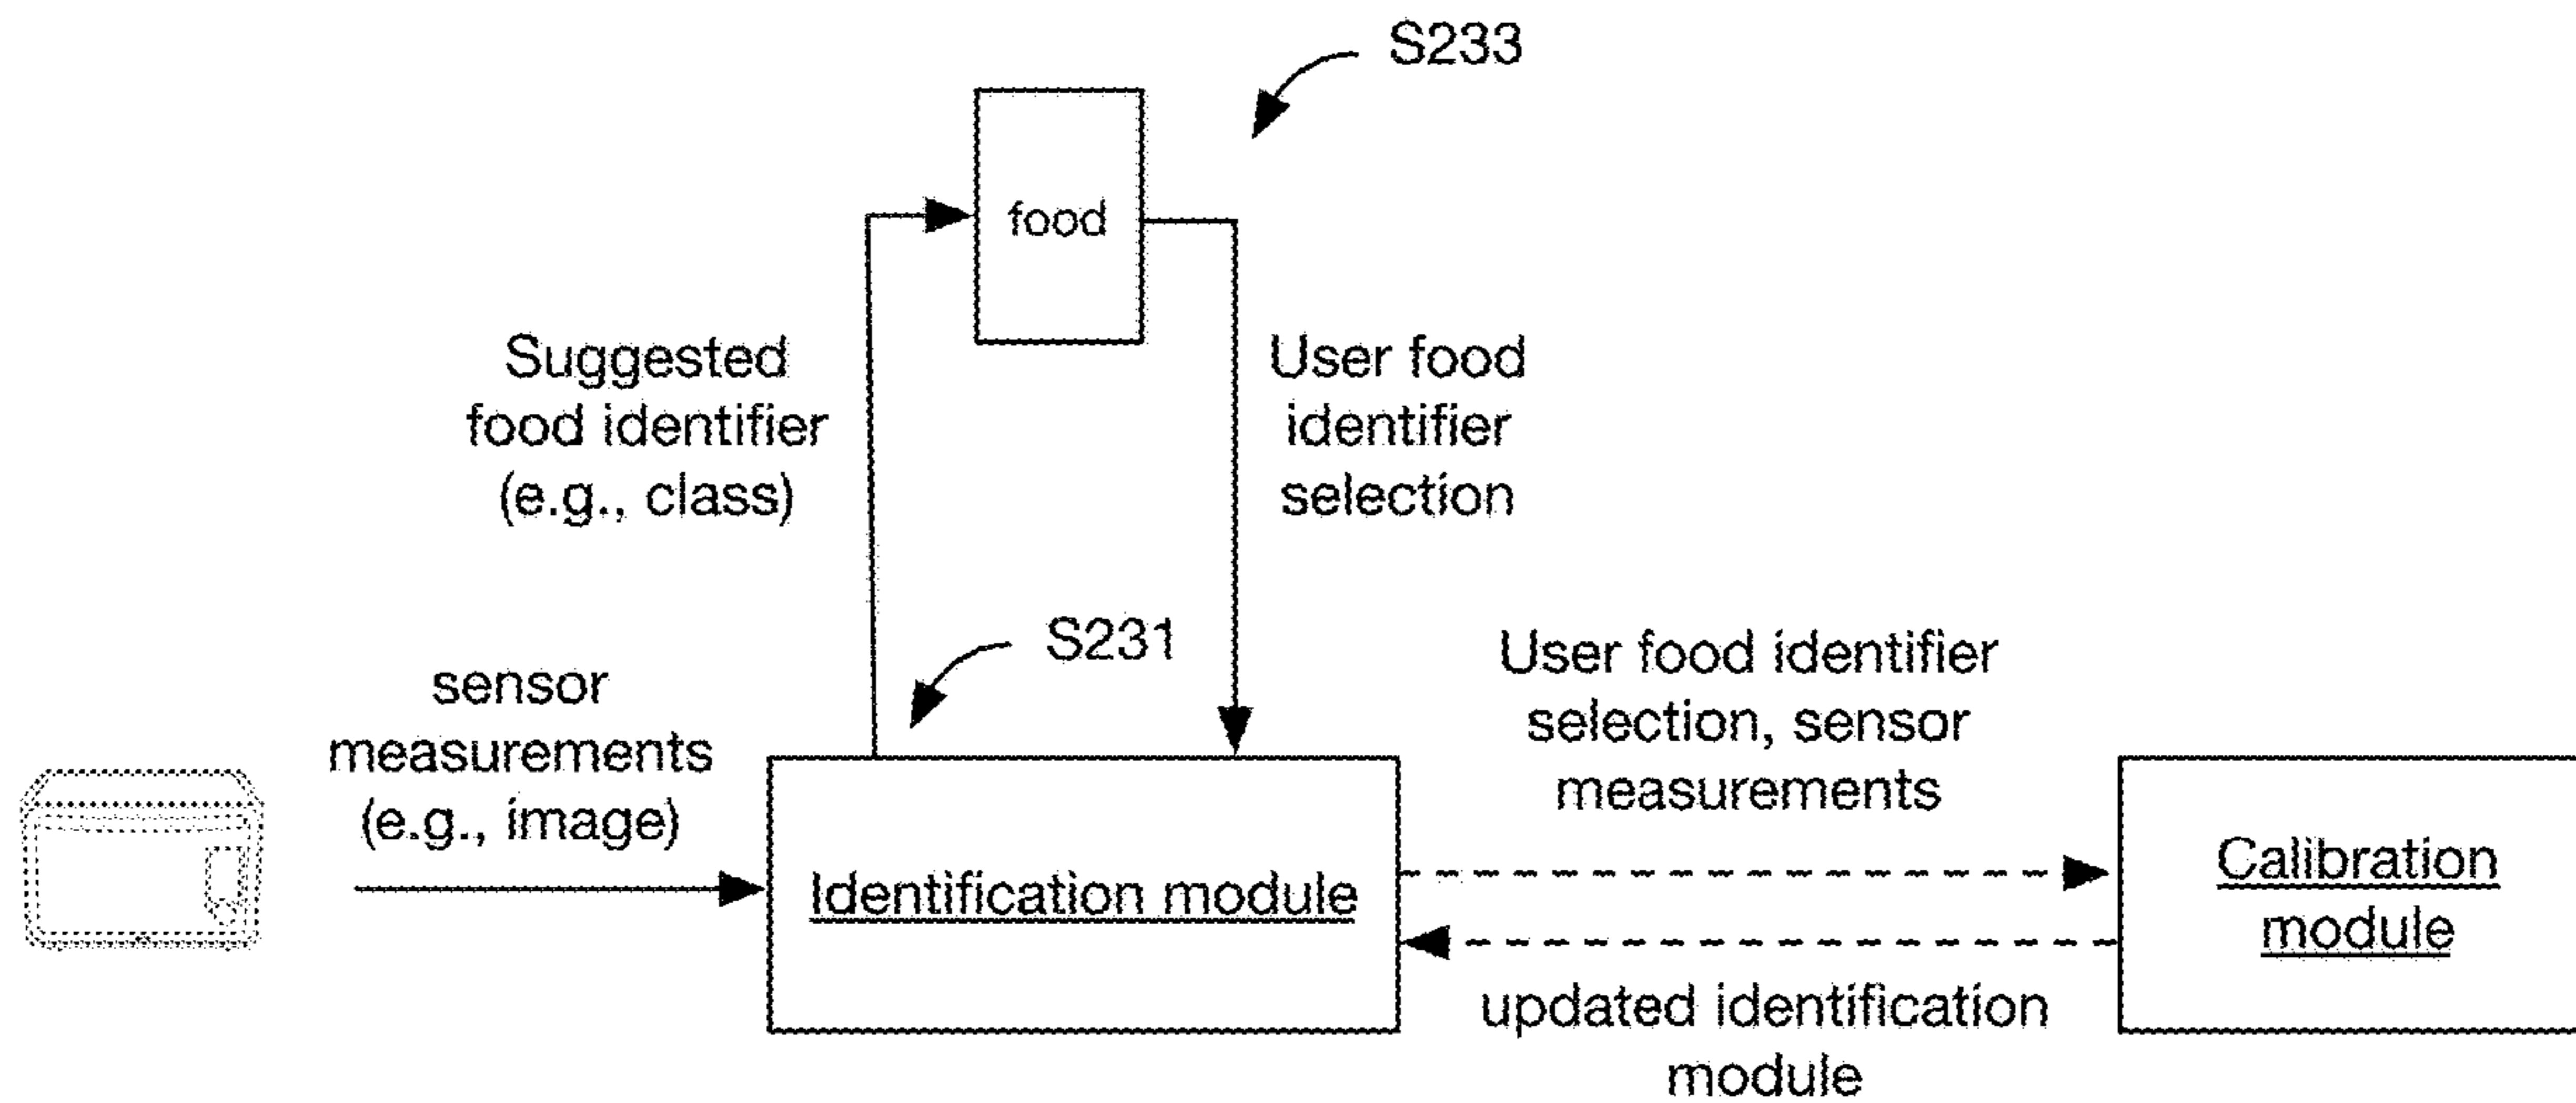 S233
food
Suggested
food identifier
(e.g., class)
User food
identifier
selection
S231
sensor
measurements
(e.g., image)
User food identifier
selection, sensor
measurements
Identification module
Calibration
module
updated identification
module